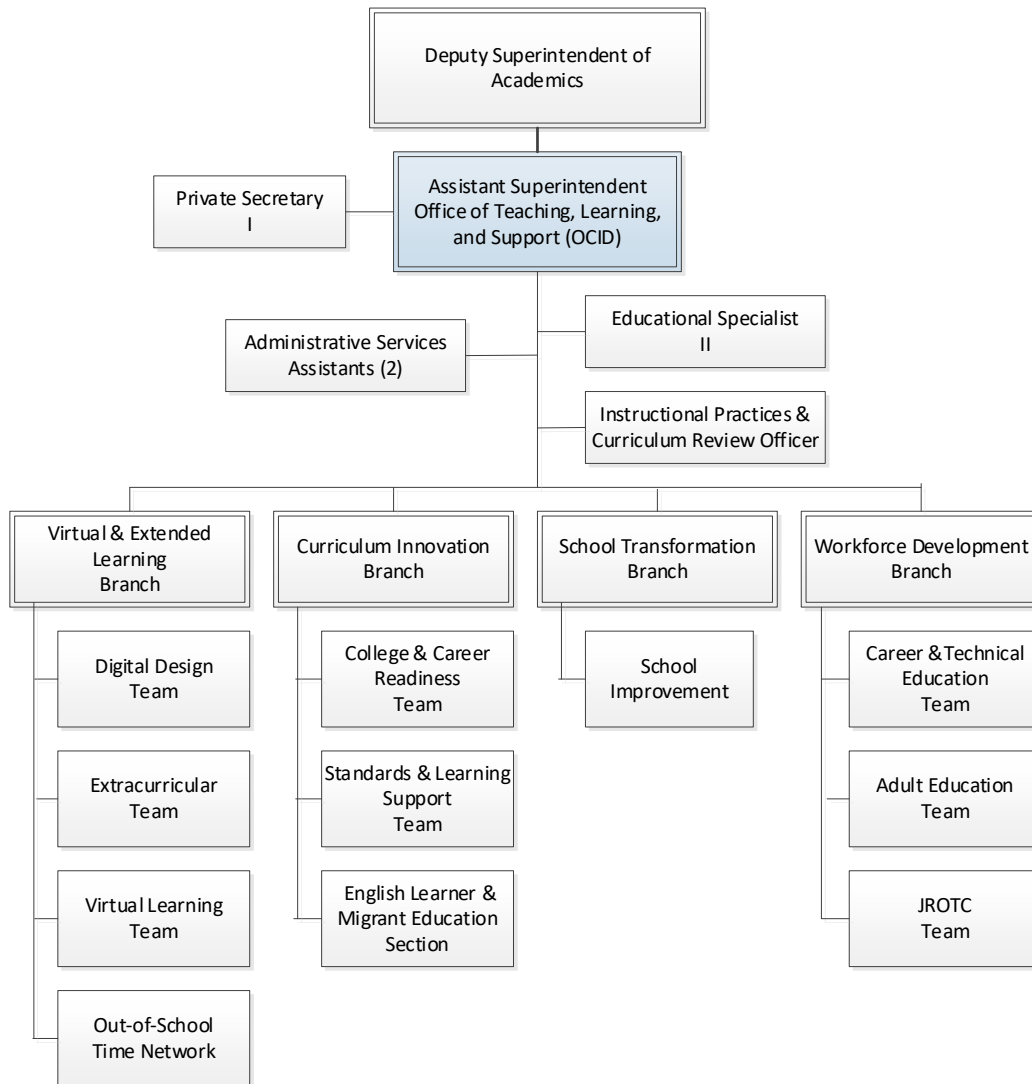 Deputy Superintendent of
Academics
Private Secretary
I
Assistant Superintendent
Office of Teaching, Learning,
and Support (OCID)
Administrative Services
Assistants (2)
Educational Specialist
II
Instructional Practices &
Curriculum Review Officer
Virtual & Extended
Learning
Branch
Digital Design
Team
Extracurricular
Team
Virtual Learning
Team
Out-of-School
Time Network
Curriculum Innovation
Branch
College & Career
Readiness
Team
Standards & Learning
Support
Team
English Learner &
Migrant Education
Section
School Transformation
Branch
School
Improvement
Workforce Development
Branch
Career & Technical
Education
Team
Adult Education
Team
JROTC
Team